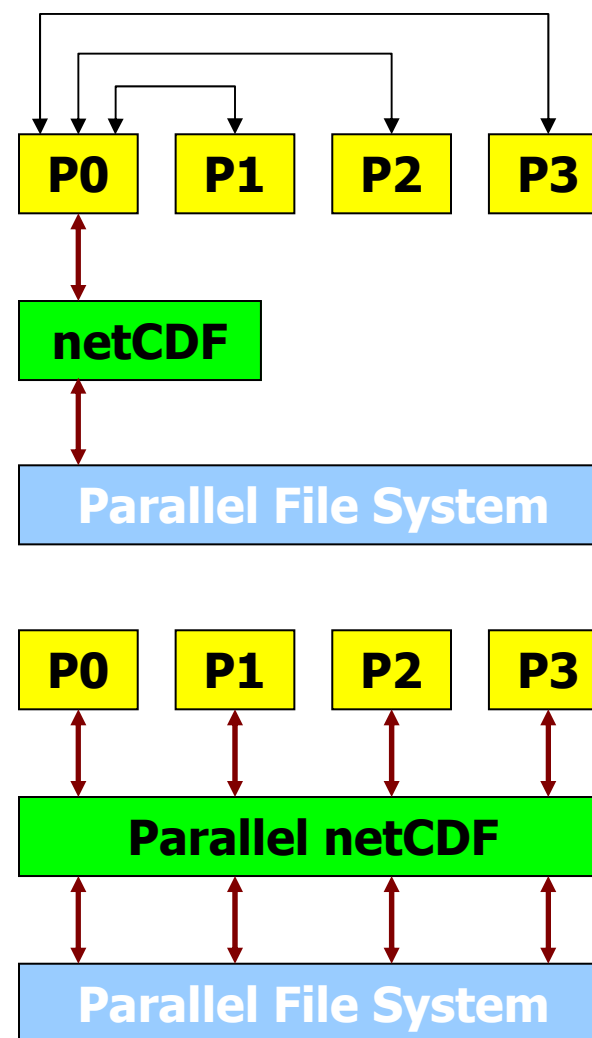 P0 P1 P2 P3
netCDF
Parallel File System
P0 P1 P2 P3
Parallel netCDF
Parallel File System